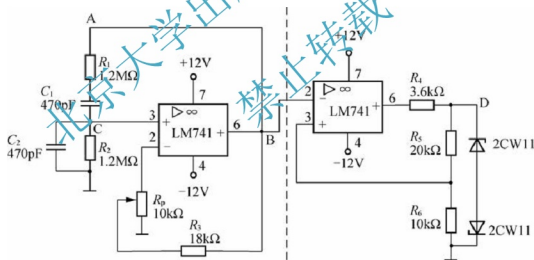 A
R₁
1.2MΩ
C₁
470pF
C₂
470pF
C
R₂
1.2MΩ
+12V
7
3
+
▷ ∞
LM741
6
2
−
B
4
−12V
Rp
10kΩ
R₃
18kΩ
+12V
7
2
−
▷ ∞
LM741
+
6
3
+
4
−12V
R₄
3.6kΩ
D
R₅
20kΩ
2CW11
R₆
10kΩ
2CW11
北京大学出
禁止转载